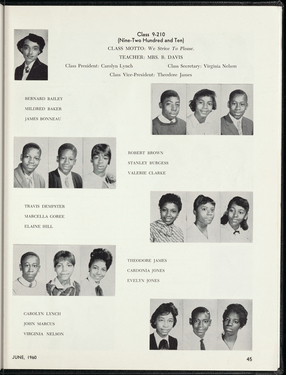 Class 9-210
(Nine-Two Hundred and Ten)
CLASS MOTTO: We Strive To Please.
TEACHER: MRS. E. DAVIS
Class President: Carolyn Lynch Class Secretary: Virginia Nelson
Class Vice-President: Theodore James
BERNARD BAILEY
MILDRED BAKER
JAMES BONNEAU
ROBERT BROWN
STANLEY BURGESS
VALERIE CLARKE
TRAVIS DEMPSTER
MARCELLA GOREE
ELAINE HILL
THEODORE JAMES
CARDONIA JONES
EVELYN JONES
CAROLYN LYNCH
JOHN MARCUS
VIRGINIA NELSON
JUNE, 1960
45